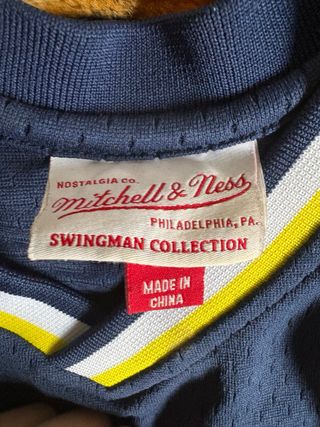 NOSTALGIA CO.
Mitchell & Ness
PHILADELPHIA, PA.
SWINGMAN COLLECTION
MADE IN
CHINA